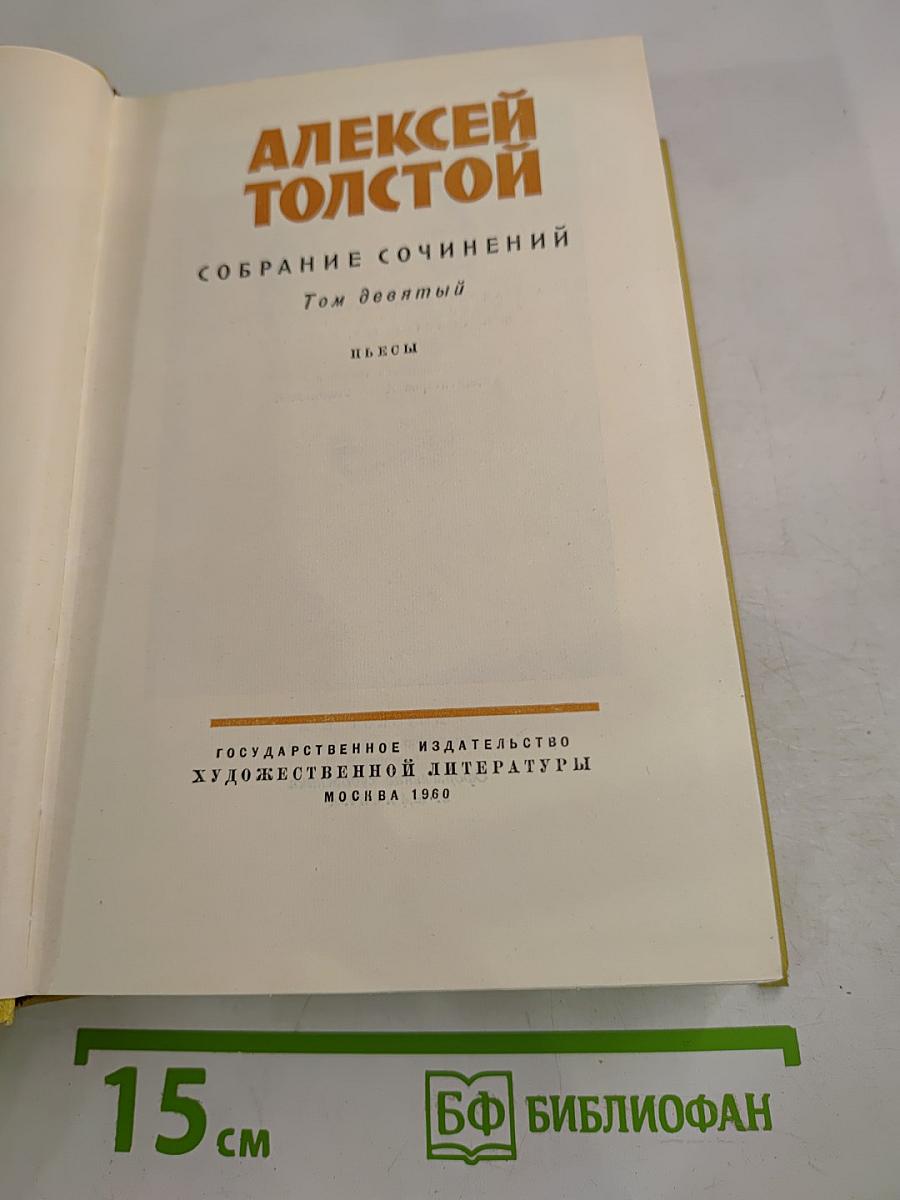 АЛЕКСЕЙ
ТОЛСТОЙ
СОБРАНИЕ СОЧИНЕНИЙ
Том девятый
ПЬЕСЫ
ГОСУДАРСТВЕННОЕ ИЗДАТЕЛЬСТВО
ХУДОЖЕСТВЕННОЙ ЛИТЕРАТУРЫ
МОСКВА 1960
15 см
БФ БИБЛИОФАН